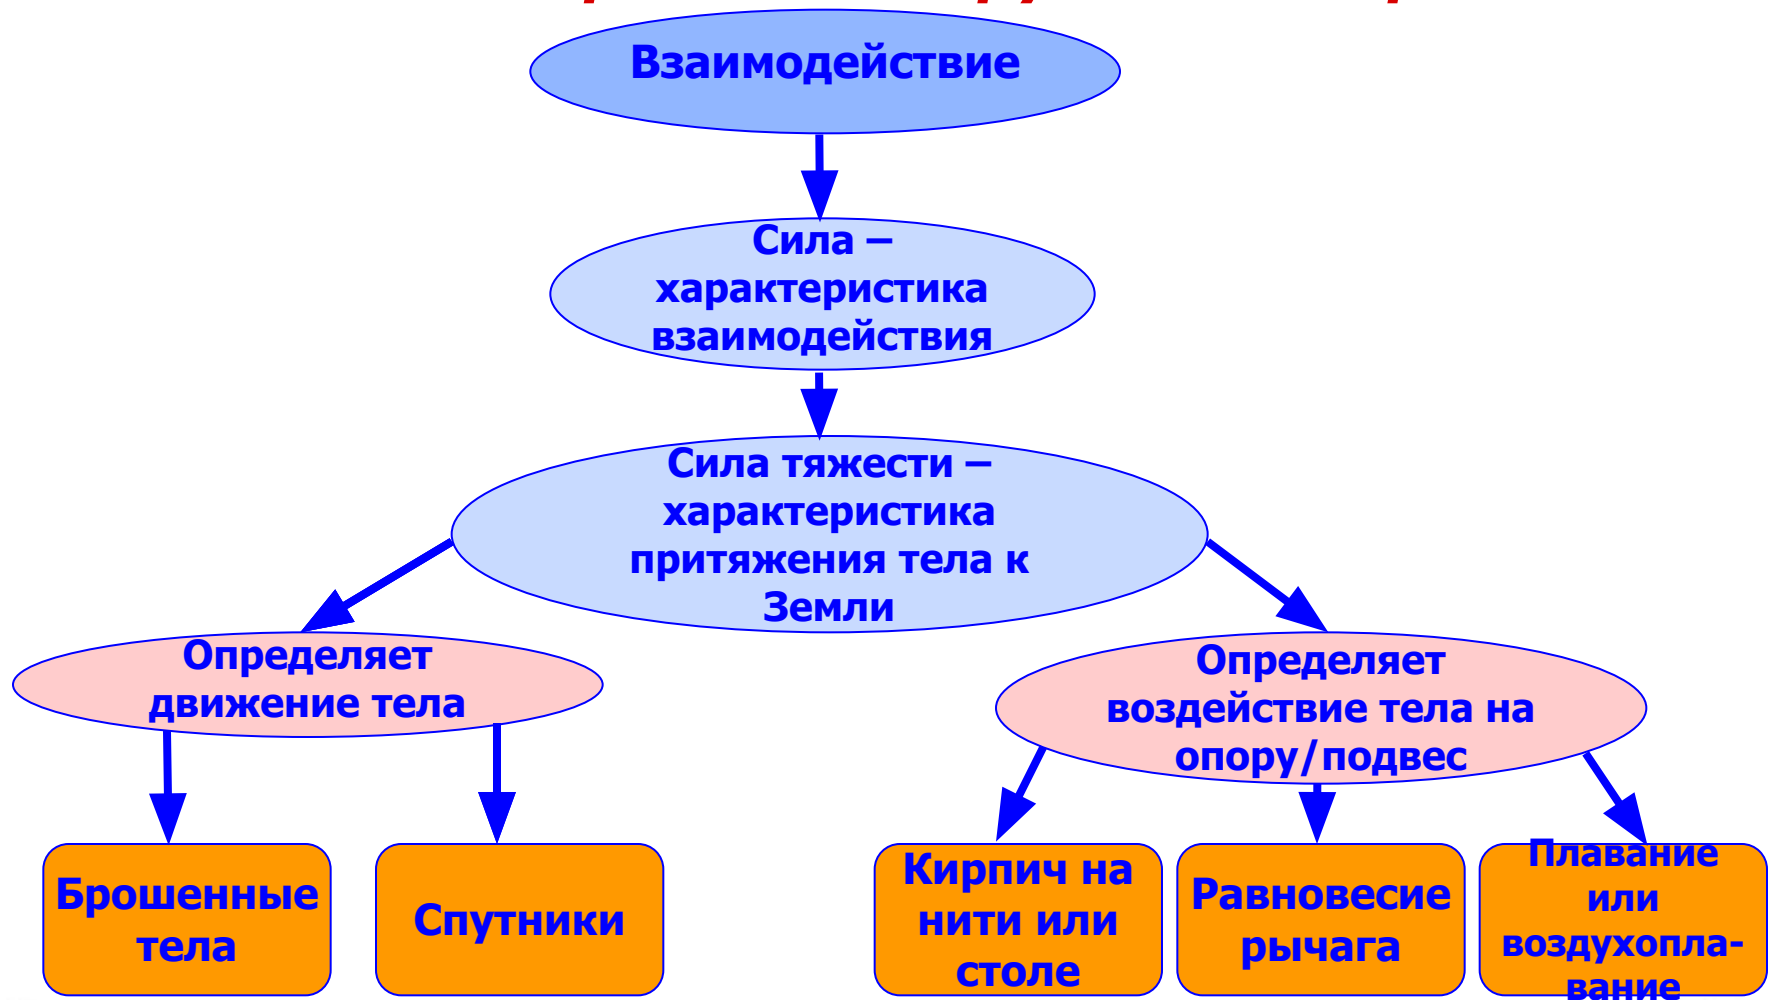 Взаимодействие
Сила –
характеристика
взаимодействия
Сила тяжести –
характеристика
притяжения тела к
Земли
Определяет
движение тела
Определяет
воздействие тела на
опору/подвес
Брошенные
тела
Спутники
Кирпич на
нити или
столе
Равновесие
рычага
Плавание
или
воздухопла-
вание